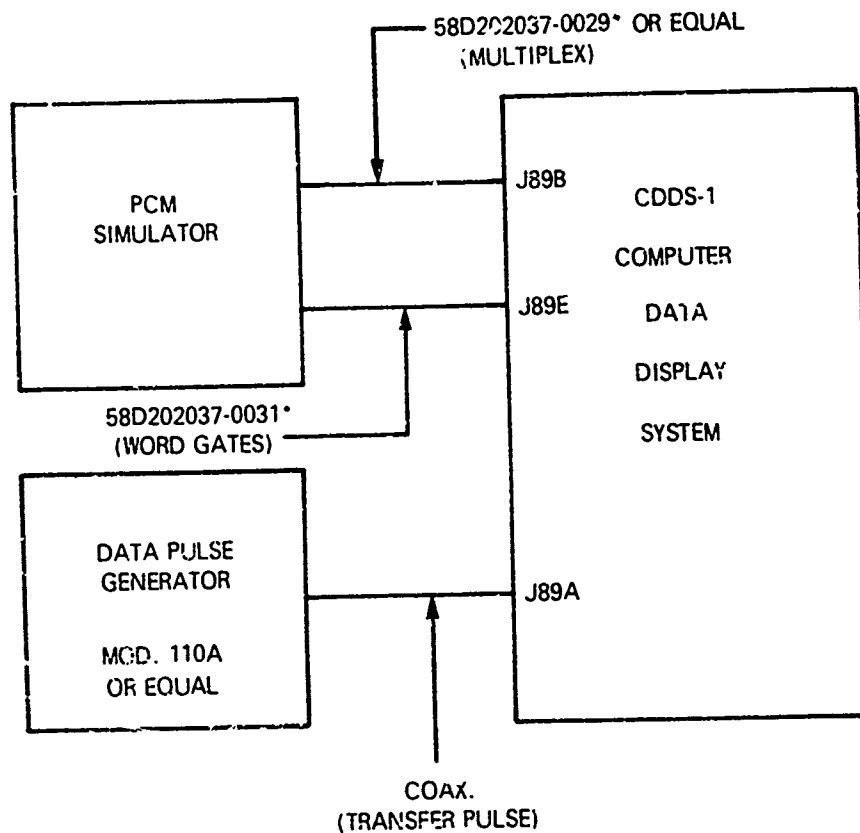 58D202037-0029* OR EQUAL
(MULTIPLEX)
PCM
SIMULATOR
J89B
J89E
CDDS-1
COMPUTER
DATA
DISPLAY
SYSTEM
58D202037-0031*
(WORD GATES)
DATA PULSE
GENERATOR
MOD. 110A
OR EQUAL
J89A
COAX.
(TRANSFER PULSE)